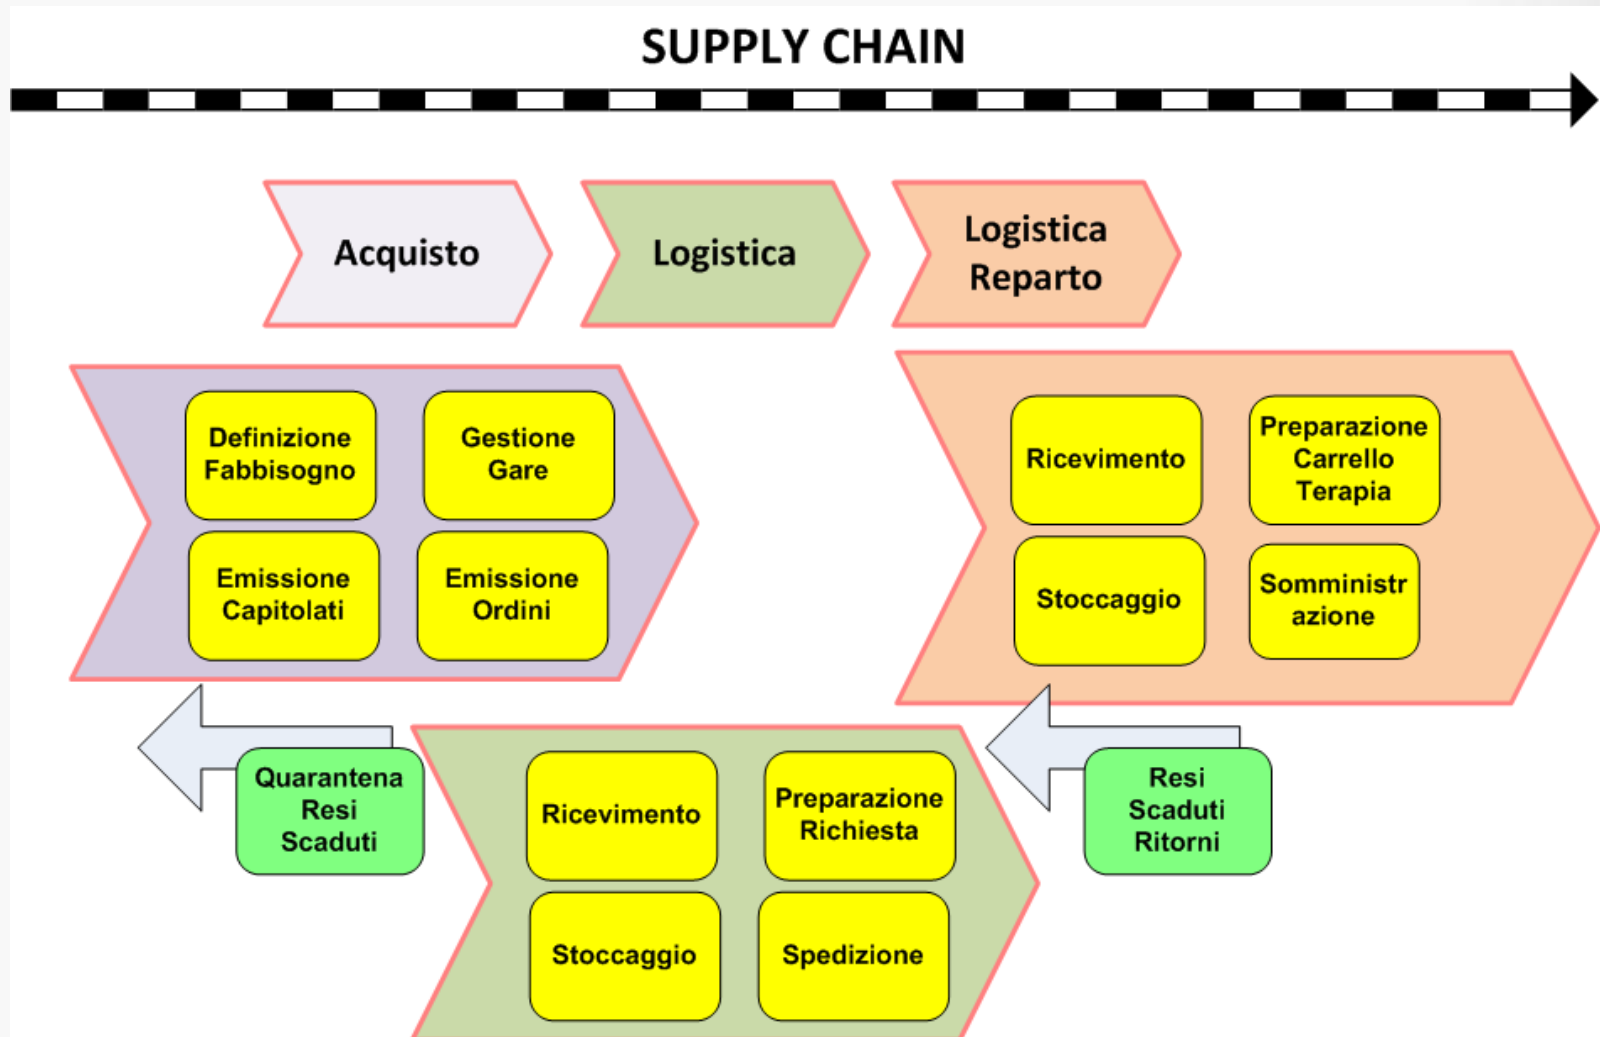 SUPPLY CHAIN
Acquisto
Logistica
Logistica
Reparto
Definizione
Fabbisogno
Gestione
Gare
Emissione
Capitolati
Emissione
Ordini
Ricevimento
Preparazione
Carrello
Terapia
Stoccaggio
Somministr
azione
Quarantena
Resi
Scaduti
Ricevimento
Preparazione
Richiesta
Stoccaggio
Spedizione
Resi
Scaduti
Ritorni